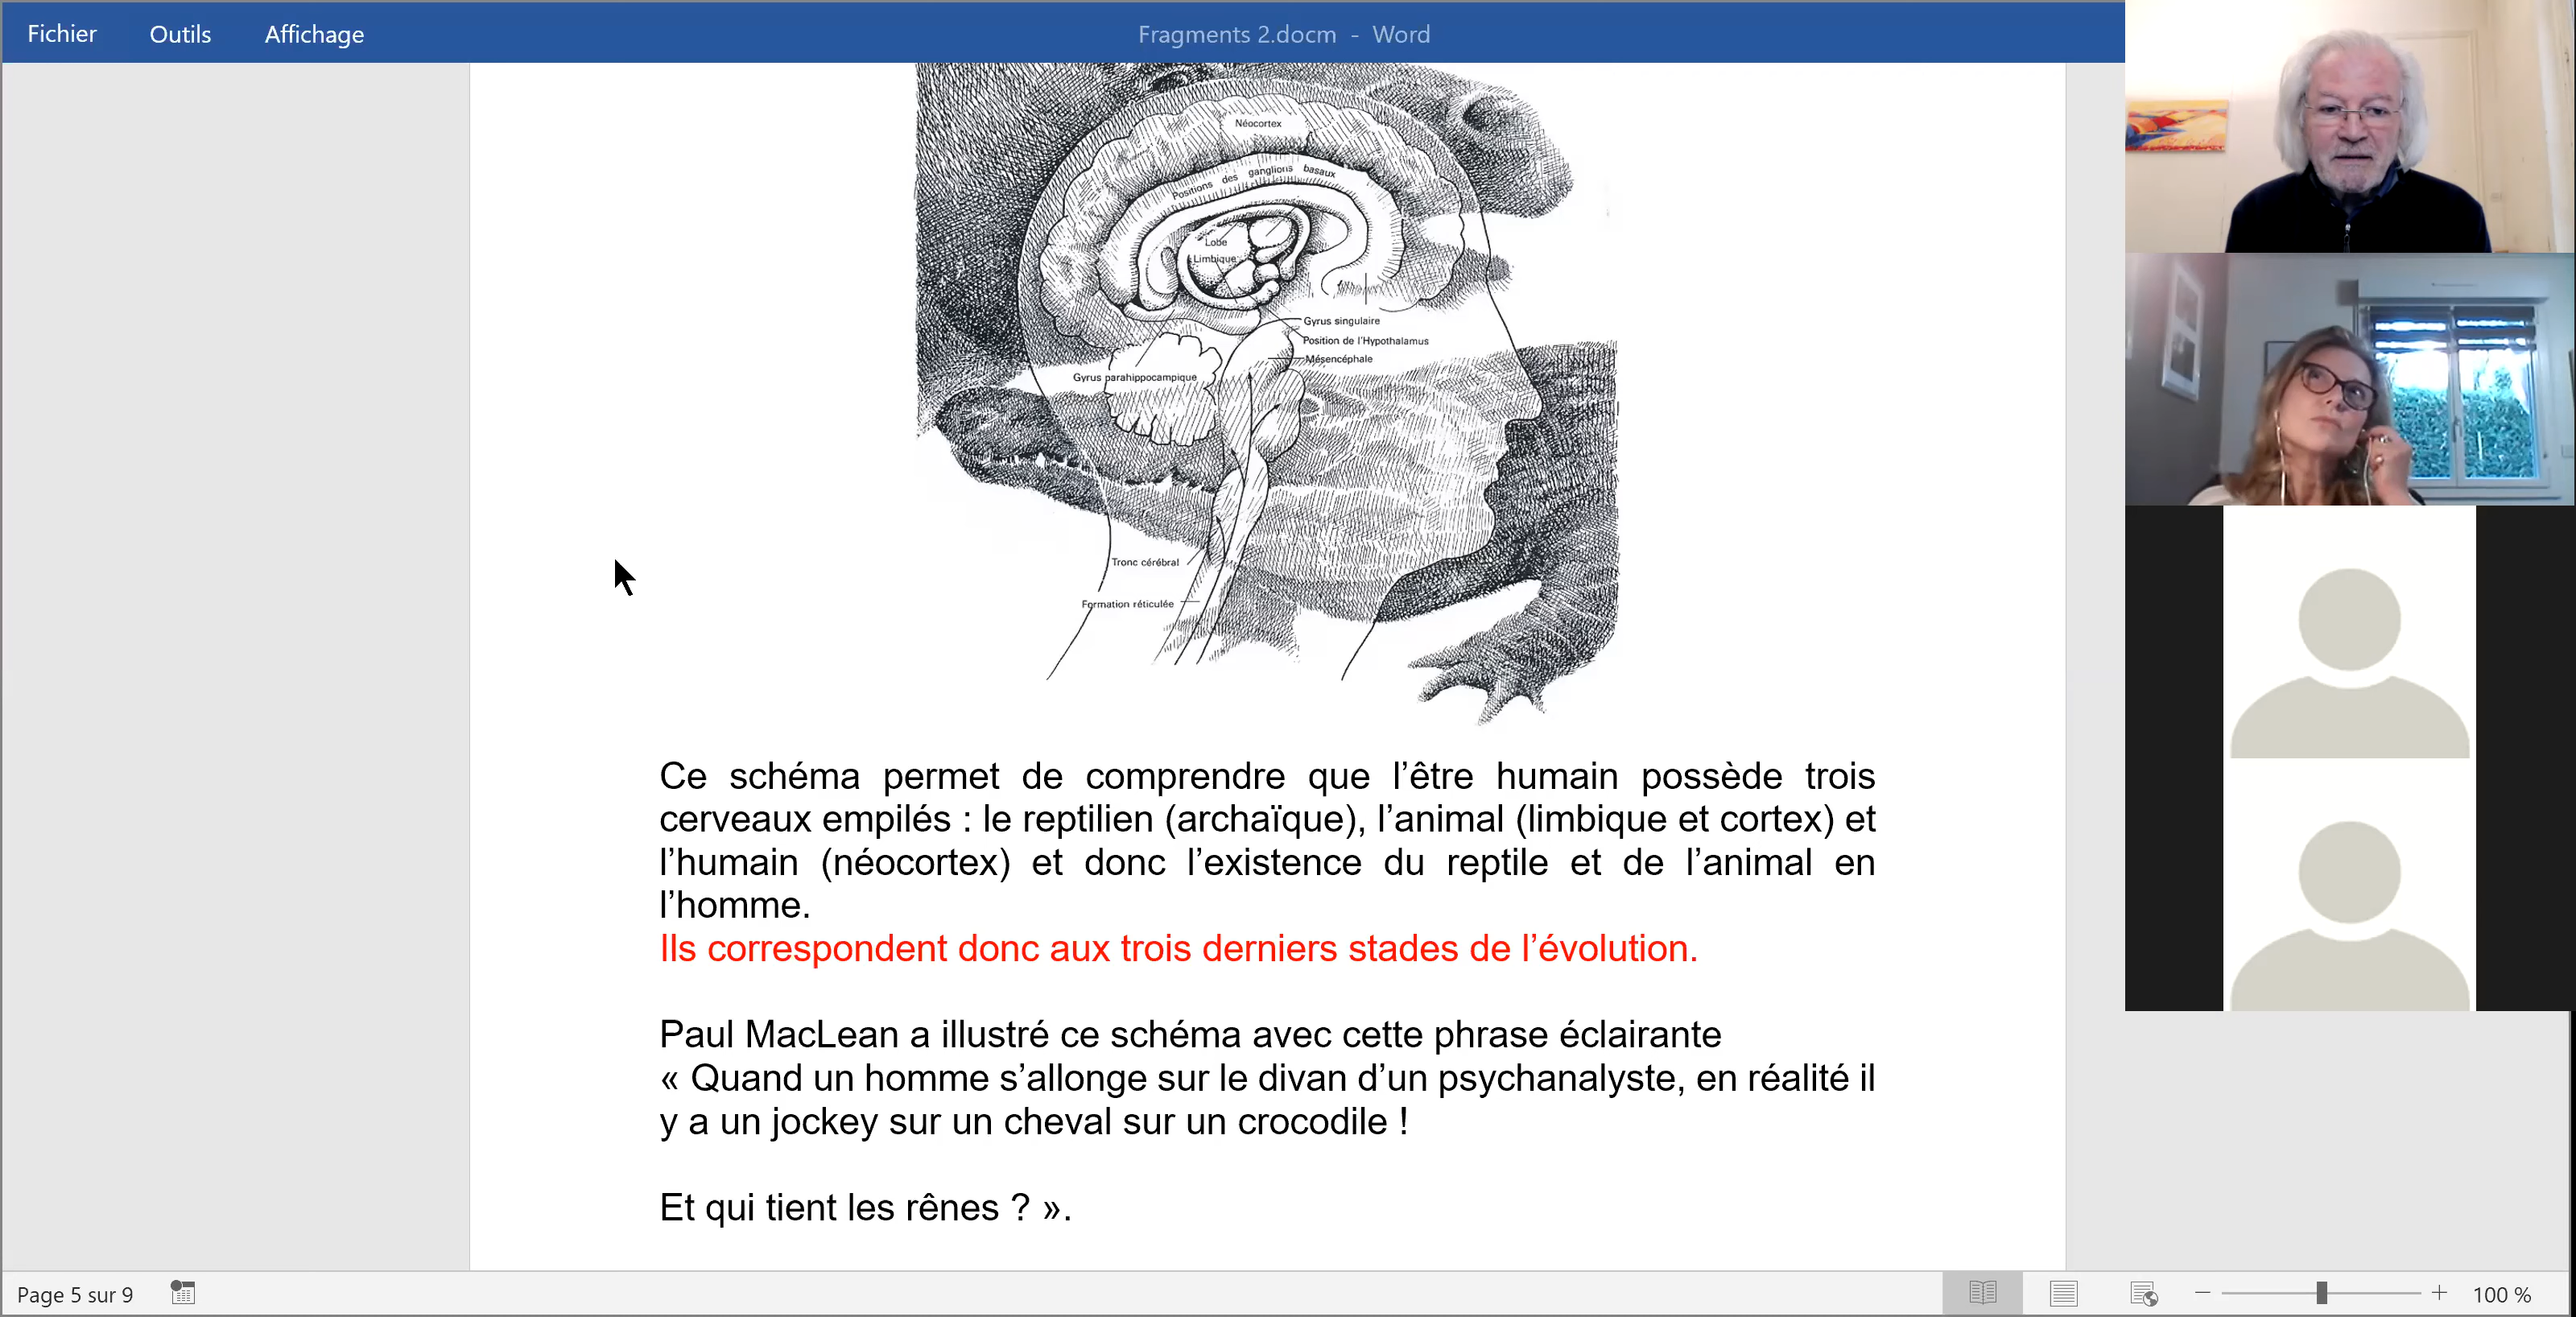 Fichier Outils Affichage
Fragments 2.docm - Word
Néocortex
Positions des ganglions basaux
Lobe
Limbique
Gyrus singulaire
Position de l'Hypothalamus
Mésencéphale
Gyrus parahippocampique
Tronc cérébral
Formation réticulée
Ce schéma permet de comprendre que l'être humain possède trois
cerveaux empilés : le reptilien (archaïque), l'animal (limbique et cortex) et
l'humain (néocortex) et donc l'existence du reptile et de l'animal en
l'homme.
Ils correspondent donc aux trois derniers stades de l'évolution.
Paul MacLean a illustré ce schéma avec cette phrase éclairante
« Quand un homme s'allonge sur le divan d'un psychanalyste, en réalité il
y a un jockey sur un cheval sur un crocodile !
Et qui tient les rênes ? ».
Page 5 sur 9
100 %